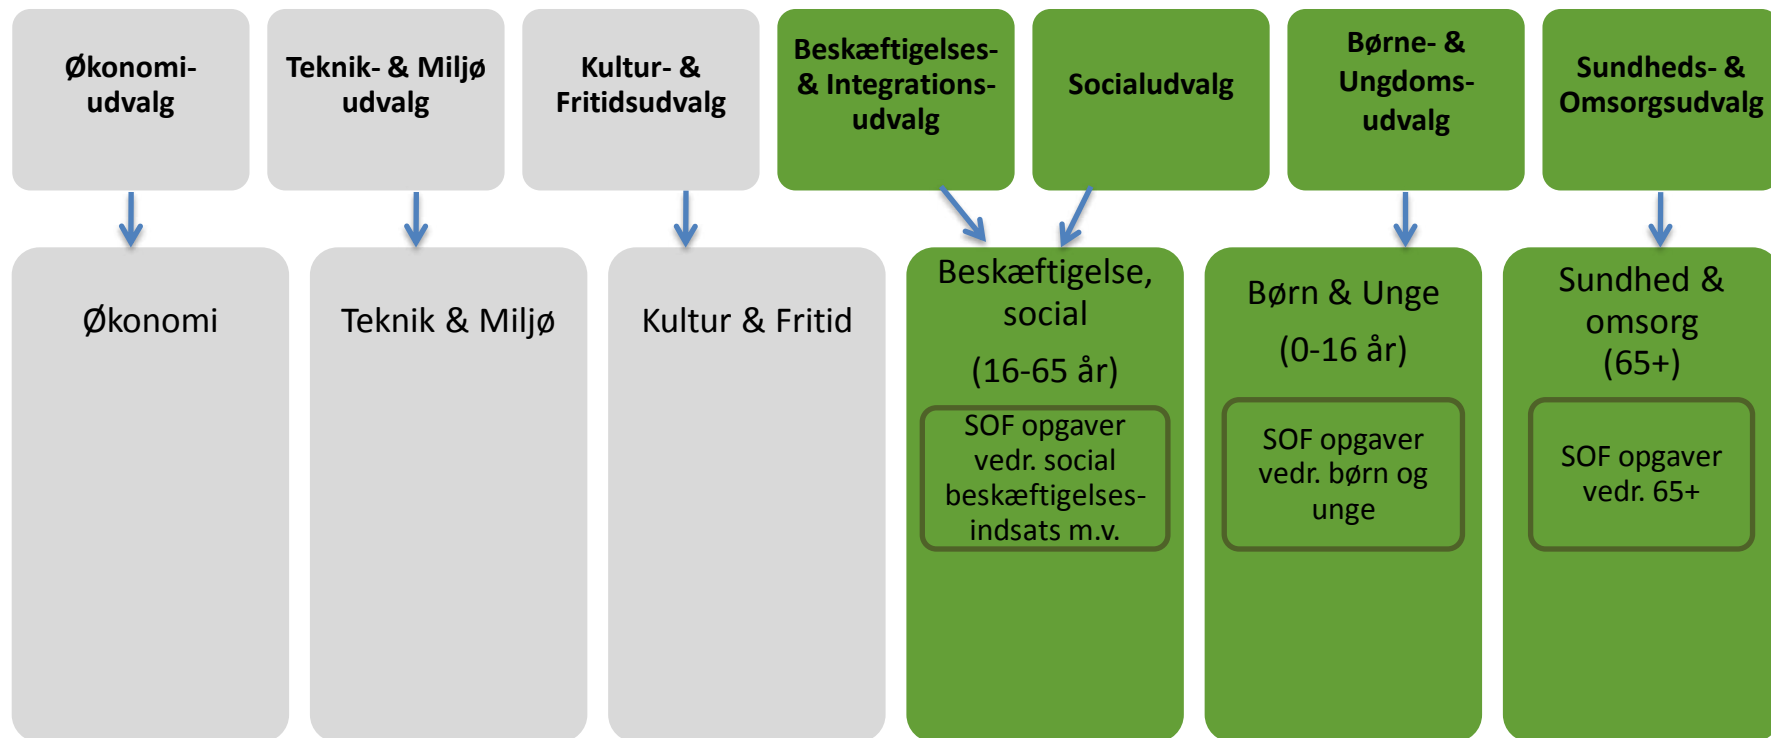 Økonomi-
udvalg
Teknik- & Miljø
udvalg
Kultur- &
Fritidsudvalg
Beskæftigelses-
& Integrations-
udvalg
Socialudvalg
Børne- &
Ungdoms-
udvalg
Sundheds- &
Omsorgsudvalg
Økonomi
Teknik & Miljø
Kultur & Fritid
Beskæftigelse,
social
(16-65 år)
SOF opgaver
vedr. social
beskæftigelses-
indsats m.v.
Børn & Unge
(0-16 år)
SOF opgaver
vedr. børn og
unge
Sundhed &
omsorg
(65+)
SOF opgaver
vedr. 65+